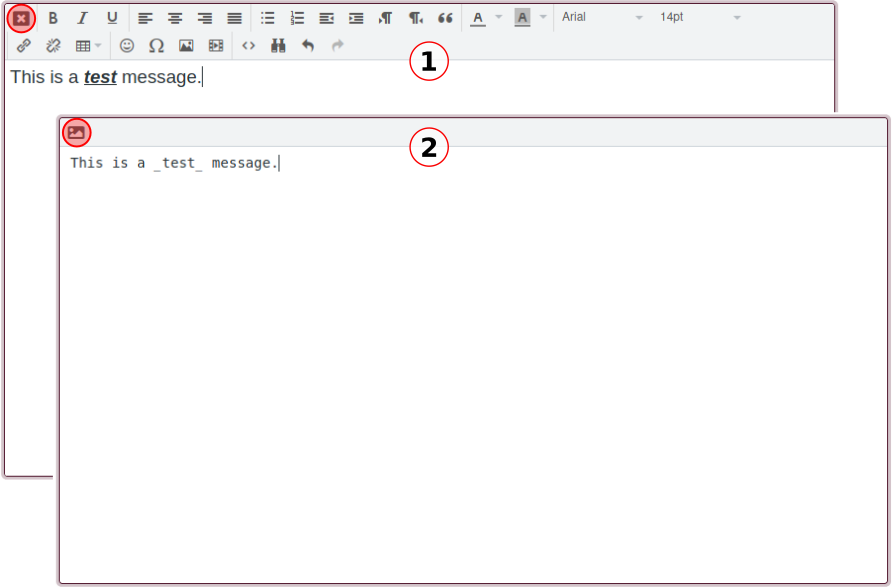 B I U A A Arial 14pt
Ω <>
1
This is a test message.
2
This is a _test_ message.